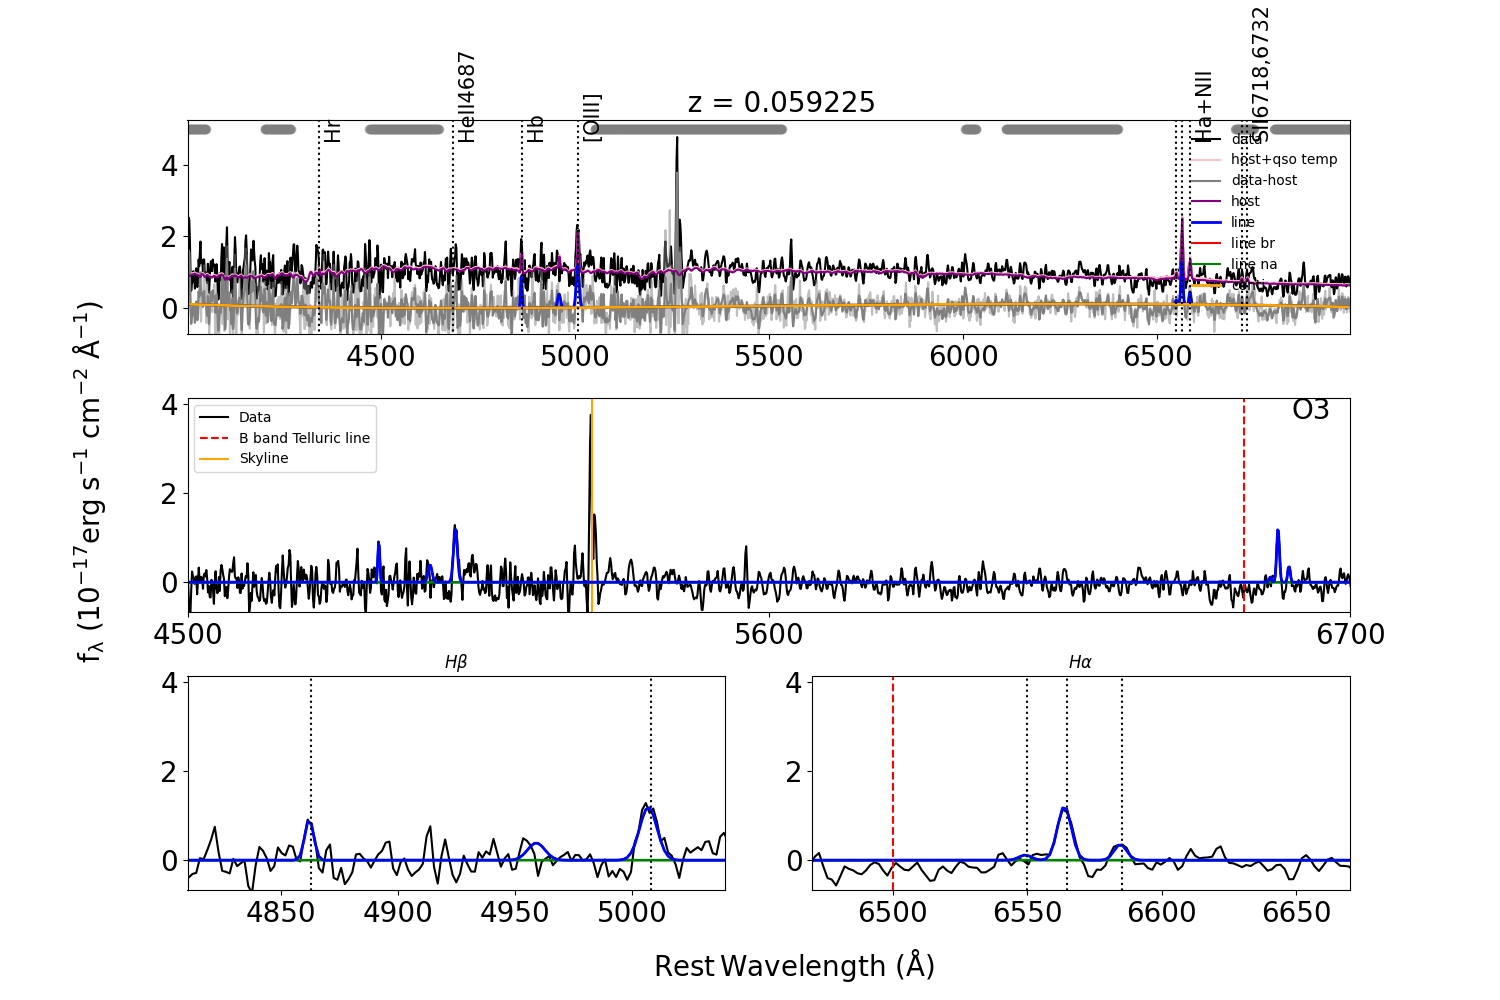 z = 0.059225
Hr
HeII4687
Hb
[OIII]
Ha+NII
SII6718,6732
data
host+qso temp
data-host
host
line
line br
line na
4
2
0
4500
5000
5500
6000
6500
fλ (10⁻¹⁷erg s⁻¹ cm⁻² Å⁻¹)
O3
Data
B band Telluric line
Skyline
4
2
0
4500
5600
6700
Hβ
4
2
0
4850
4900
4950
5000
Hα
4
2
0
6500
6550
6600
6650
Rest Wavelength (Å)